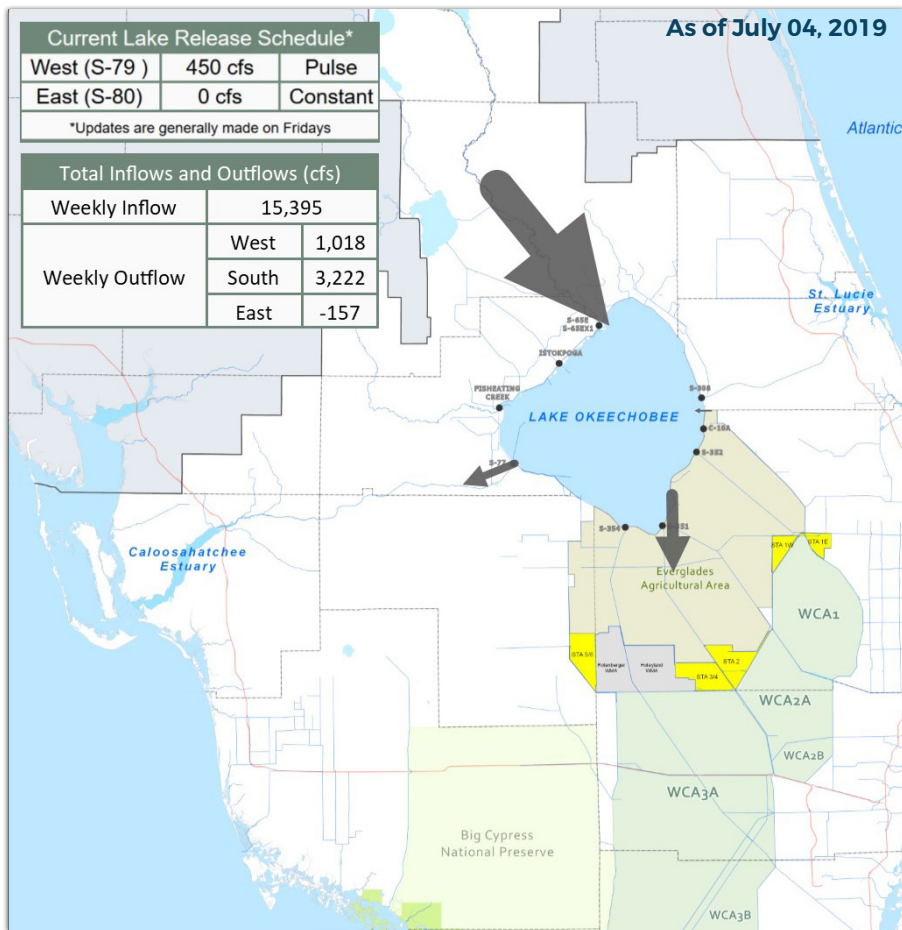 As of July 04, 2019
Current Lake Release Schedule*
West (S-79 ) 450 cfs Pulse
East (S-80) 0 cfs Constant
*Updates are generally made on Fridays
Total Inflows and Outflows (cfs)
Weekly Inflow 15,395
Weekly Outflow
West 1,018
South 3,222
East -157
Atlantic
St. Lucie
Estuary
S-65E
S-65EX1
ISTOKPOGA
FISHEATING
CREEK
S-308
LAKE OKEECHOBEE
C-10A
S-352
S-77
S-354
351
Caloosahatchee
Estuary
Everglades
Agricultural Area
STA 1W
STA 1E
WCA1
STA 5/6
Holeyland
WMA
STA 2
STA 3/4
WCA2A
WCA2B
WCA3A
Big Cypress
National Preserve
WCA3B